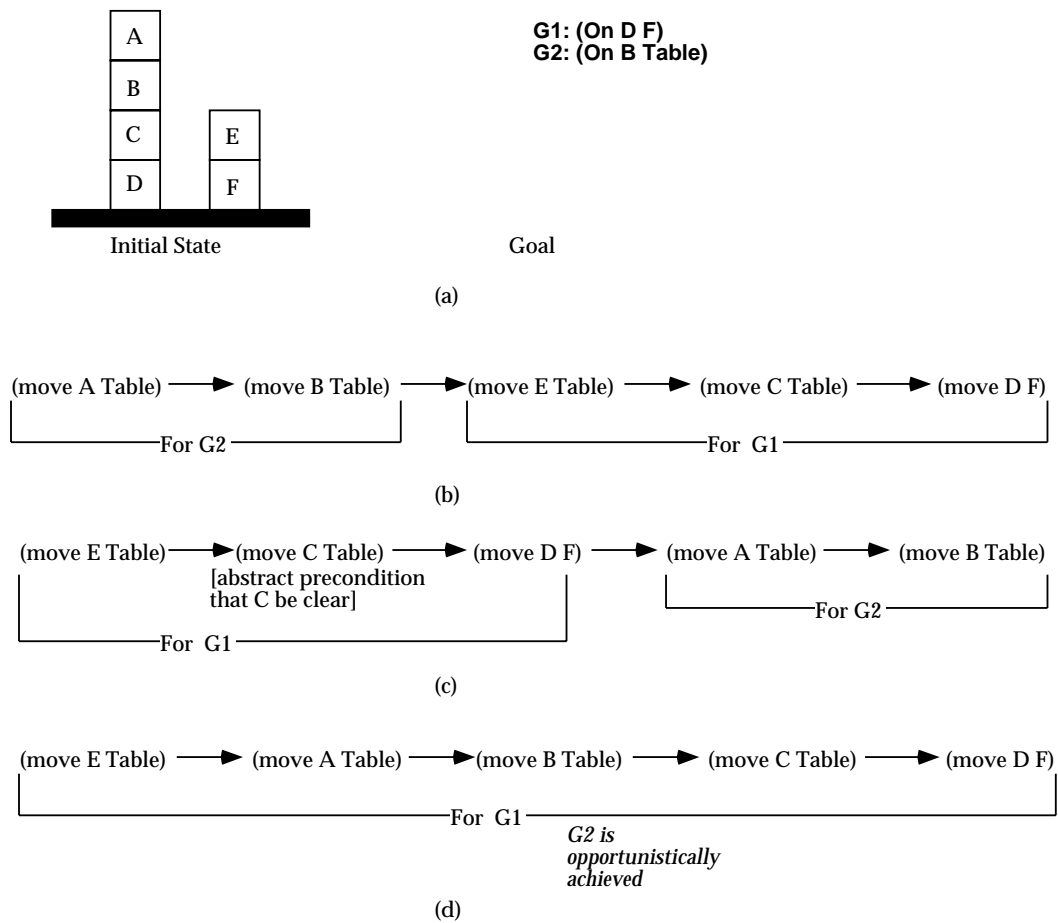 A
B
C
D
E
F
G1: (On D F)
G2: (On B Table)
Initial State
Goal
(a)
(move A Table) (move B Table) (move E Table) (move C Table) (move D F)
For G2 For G1
(b)
(move E Table) (move C Table) (move D F) (move A Table) (move B Table)
[abstract precondition
that C be clear]
For G2
For G1
(c)
(move E Table) (move A Table) (move B Table) (move C Table) (move D F)
For G1
G2 is
opportunistically
achieved
(d)